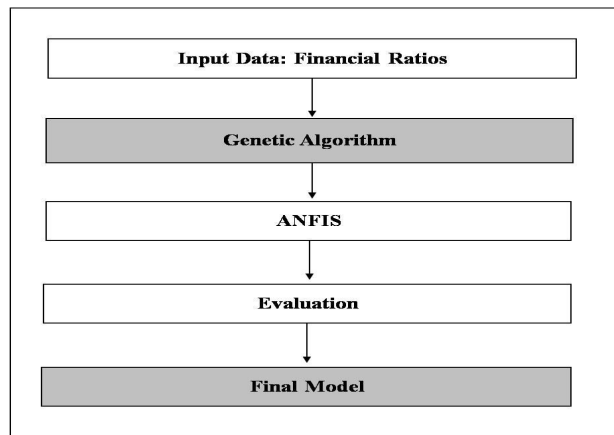 Input Data: Financial Ratios
Genetic Algorithm
ANFIS
Evaluation
Final Model